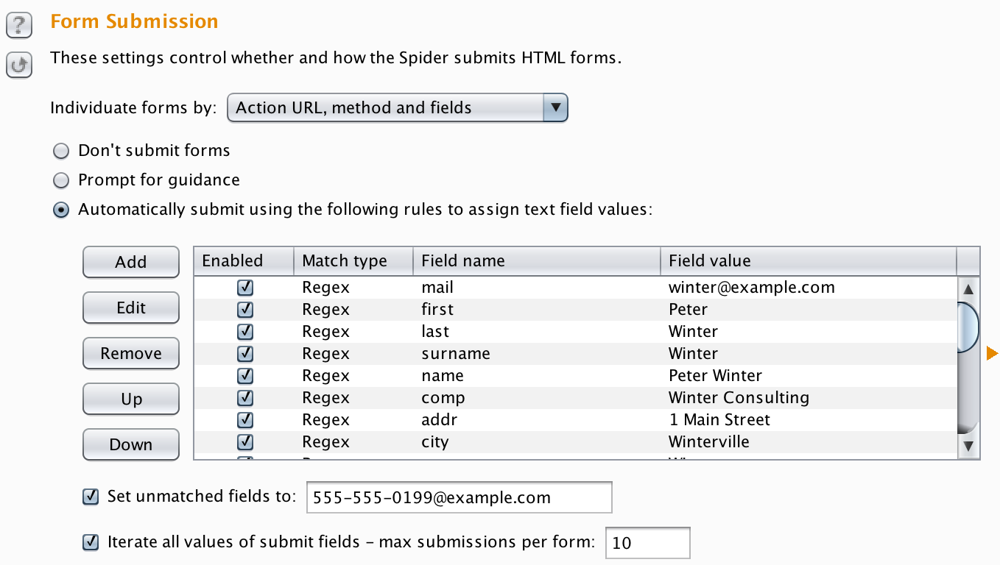 Form Submission
These settings control whether and how the Spider submits HTML forms.
Individuate forms by: Action URL, method and fields
Don't submit forms
Prompt for guidance
Automatically submit using the following rules to assign text field values:
Add
Edit
Remove
Up
Down
Enabled Match type Field name Field value
Regex mail winter@example.com
Regex first Peter
Regex last Winter
Regex surname Winter
Regex name Peter Winter
Regex comp Winter Consulting
Regex addr 1 Main Street
Regex city Winterville
Set unmatched fields to: 555-555-0199@example.com
Iterate all values of submit fields - max submissions per form: 10